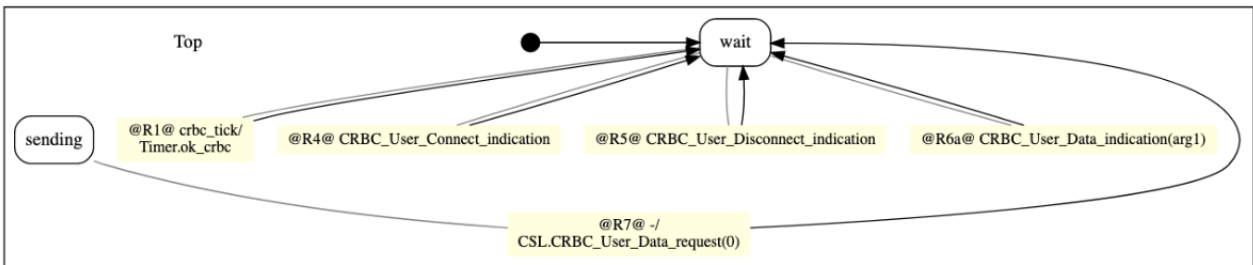 Top
wait
sending
@R1@ crbc_tick/
Timer.ok_crbc
@R4@ CRBC_User_Connect_indication
@R5@ CRBC_User_Disconnect_indication
@R6a@ CRBC_User_Data_indication(arg1)
@R7@ -/
CSL.CRBC_User_Data_request(0)